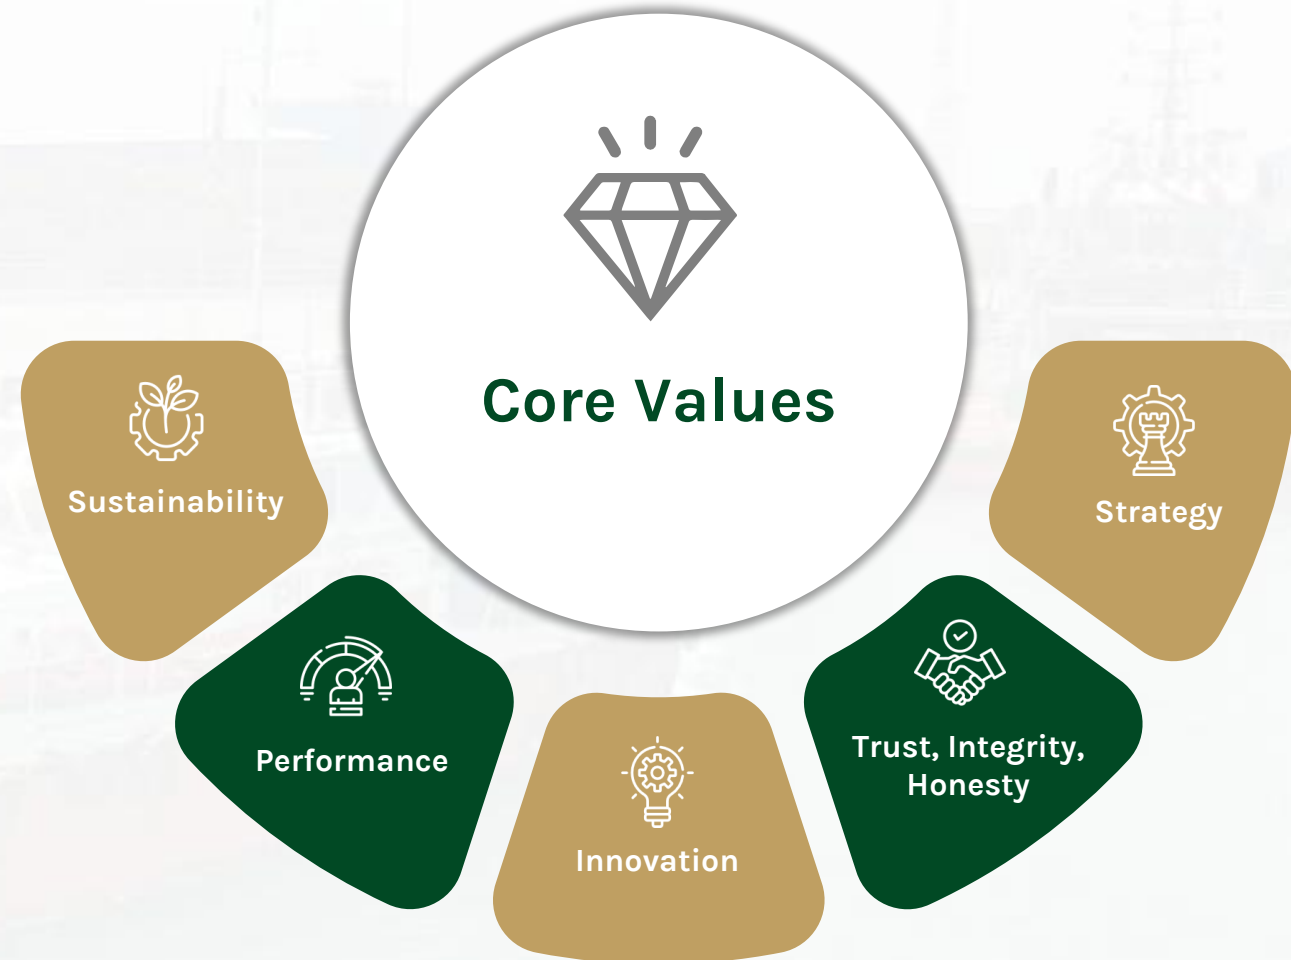 Core Values
Sustainability
Performance
Innovation
Trust, Integrity,
Honesty
Strategy